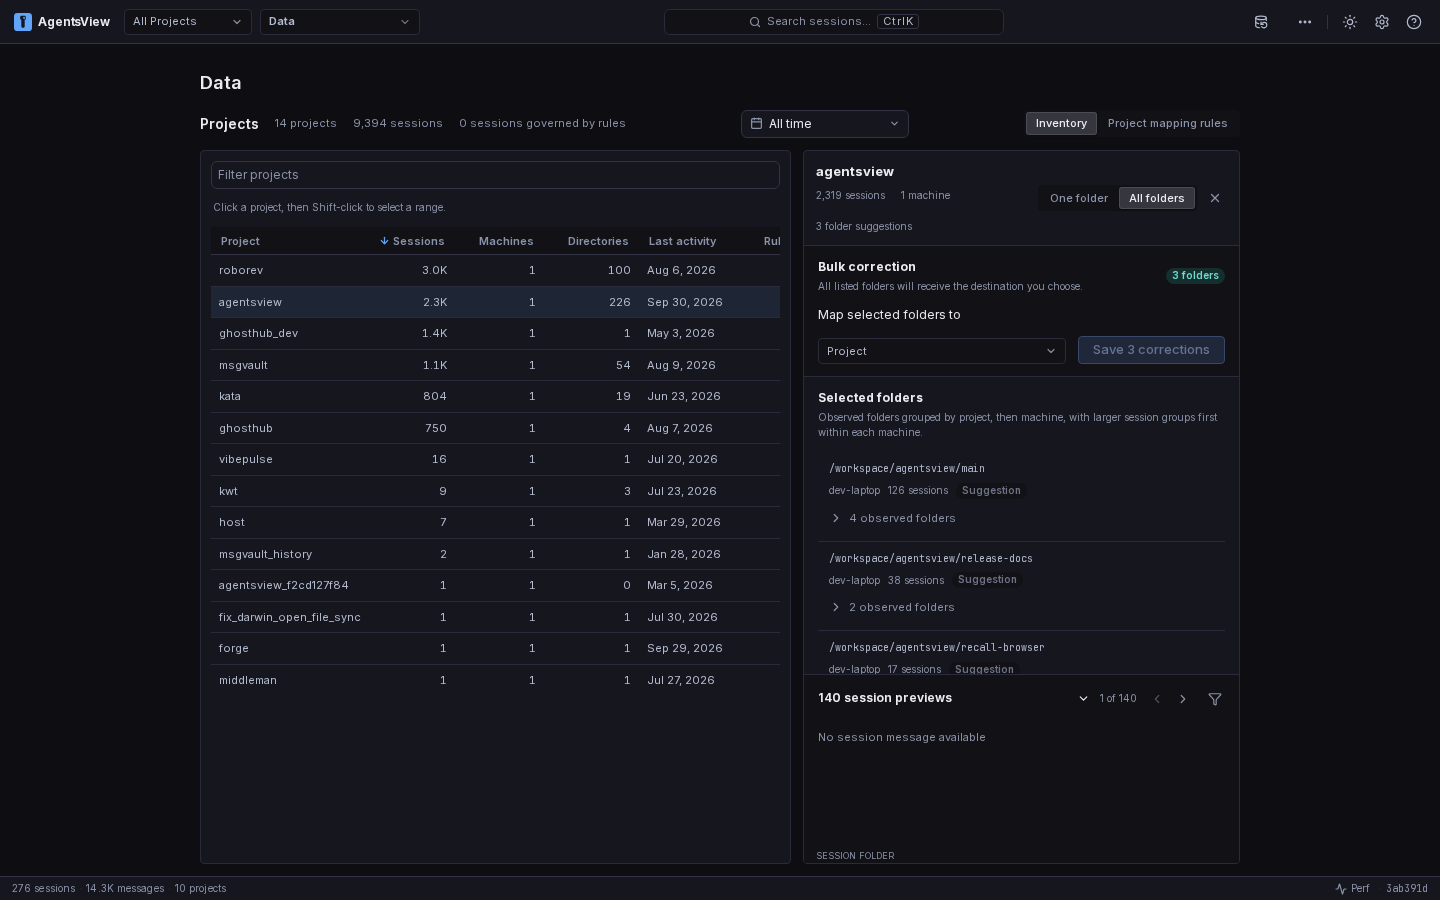 AgentsView
All Projects
Data
Search sessions... CtrlK
Data
Projects 14 projects 9,394 sessions 0 sessions governed by rules
All time
Inventory
Project mapping rules
Filter projects
Click a project, then Shift-click to select a range.
Project Sessions Machines Directories Last activity Rul
roborev 3.0K 1 100 Aug 6, 2026
agentsview 2.3K 1 226 Sep 30, 2026
ghosthub_dev 1.4K 1 1 May 3, 2026
msgvault 1.1K 1 54 Aug 9, 2026
kata 804 1 19 Jun 23, 2026
ghosthub 750 1 4 Aug 7, 2026
vibepulse 16 1 1 Jul 20, 2026
kwt 9 1 3 Jul 23, 2026
host 7 1 1 Mar 29, 2026
msgvault_history 2 1 1 Jan 28, 2026
agentsview_f2cd127f84 1 1 0 Mar 5, 2026
fix_darwin_open_file_sync 1 1 1 Jul 30, 2026
forge 1 1 1 Sep 29, 2026
middleman 1 1 1 Jul 27, 2026
agentsview
2,319 sessions 1 machine
One folder All folders
3 folder suggestions
Bulk correction
All listed folders will receive the destination you choose.
3 folders
Map selected folders to
Project
Save 3 corrections
Selected folders
Observed folders grouped by project, then machine, with larger session groups first
within each machine.
/workspace/agentsview/main
dev-laptop 126 sessions Suggestion
4 observed folders
/workspace/agentsview/release-docs
dev-laptop 38 sessions Suggestion
2 observed folders
/workspace/agentsview/recall-browser
dev-laptop 17 sessions Suggestion
140 session previews
1 of 140
No session message available
SESSION FOLDER
276 sessions 14.3K messages 10 projects
Perf 3ab391d